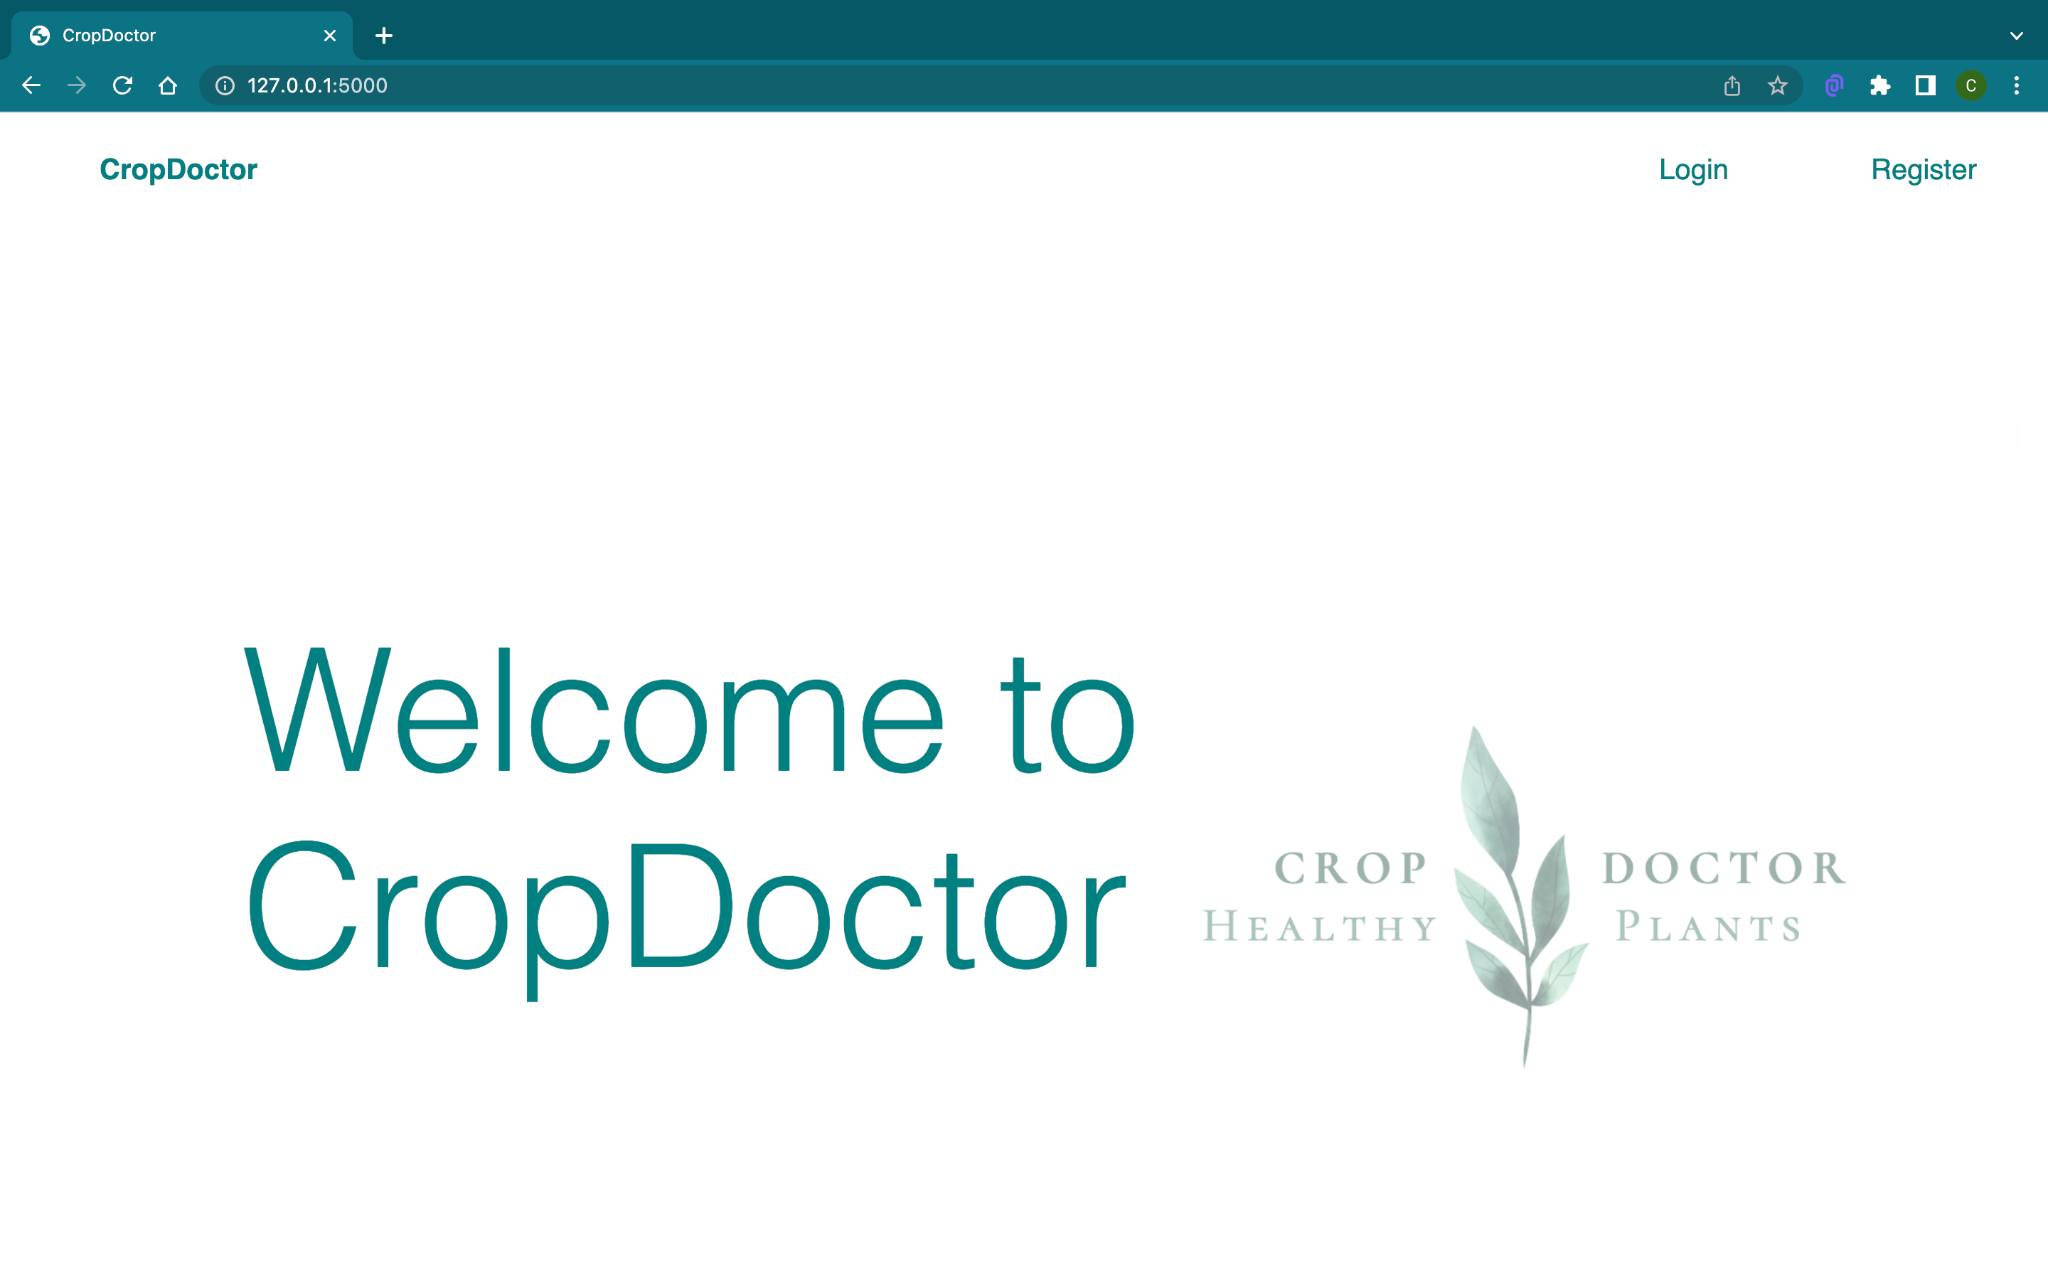 CropDoctor
127.0.0.1:5000
C
CropDoctor Login Register
Welcome to
CropDoctor
CROP DOCTOR
HEALTHY PLANTS